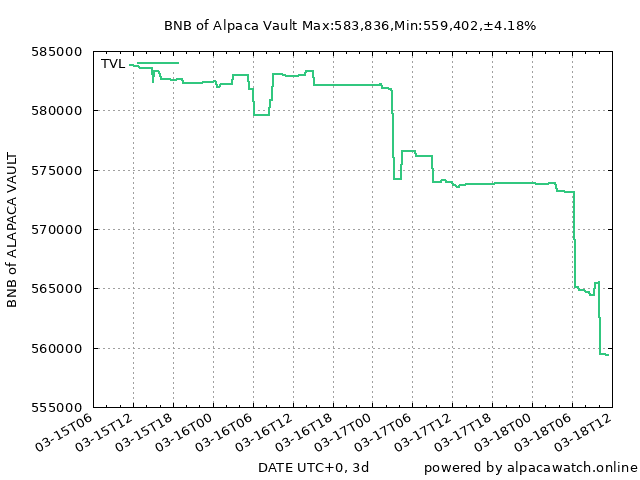 BNB of Alpaca Vault Max:583,836,Min:559,402,±4.18%
585000
TVL
580000
575000
570000
565000
560000
555000
BNB of ALAPACA VAULT
03-15T06
03-15T12
03-15T18
03-16T00
03-16T06
03-16T12
03-16T18
03-17T00
03-17T06
03-17T12
03-17T18
03-18T00
03-18T06
03-18T12
DATE UTC+0, 3d
powered by alpacawatch.online